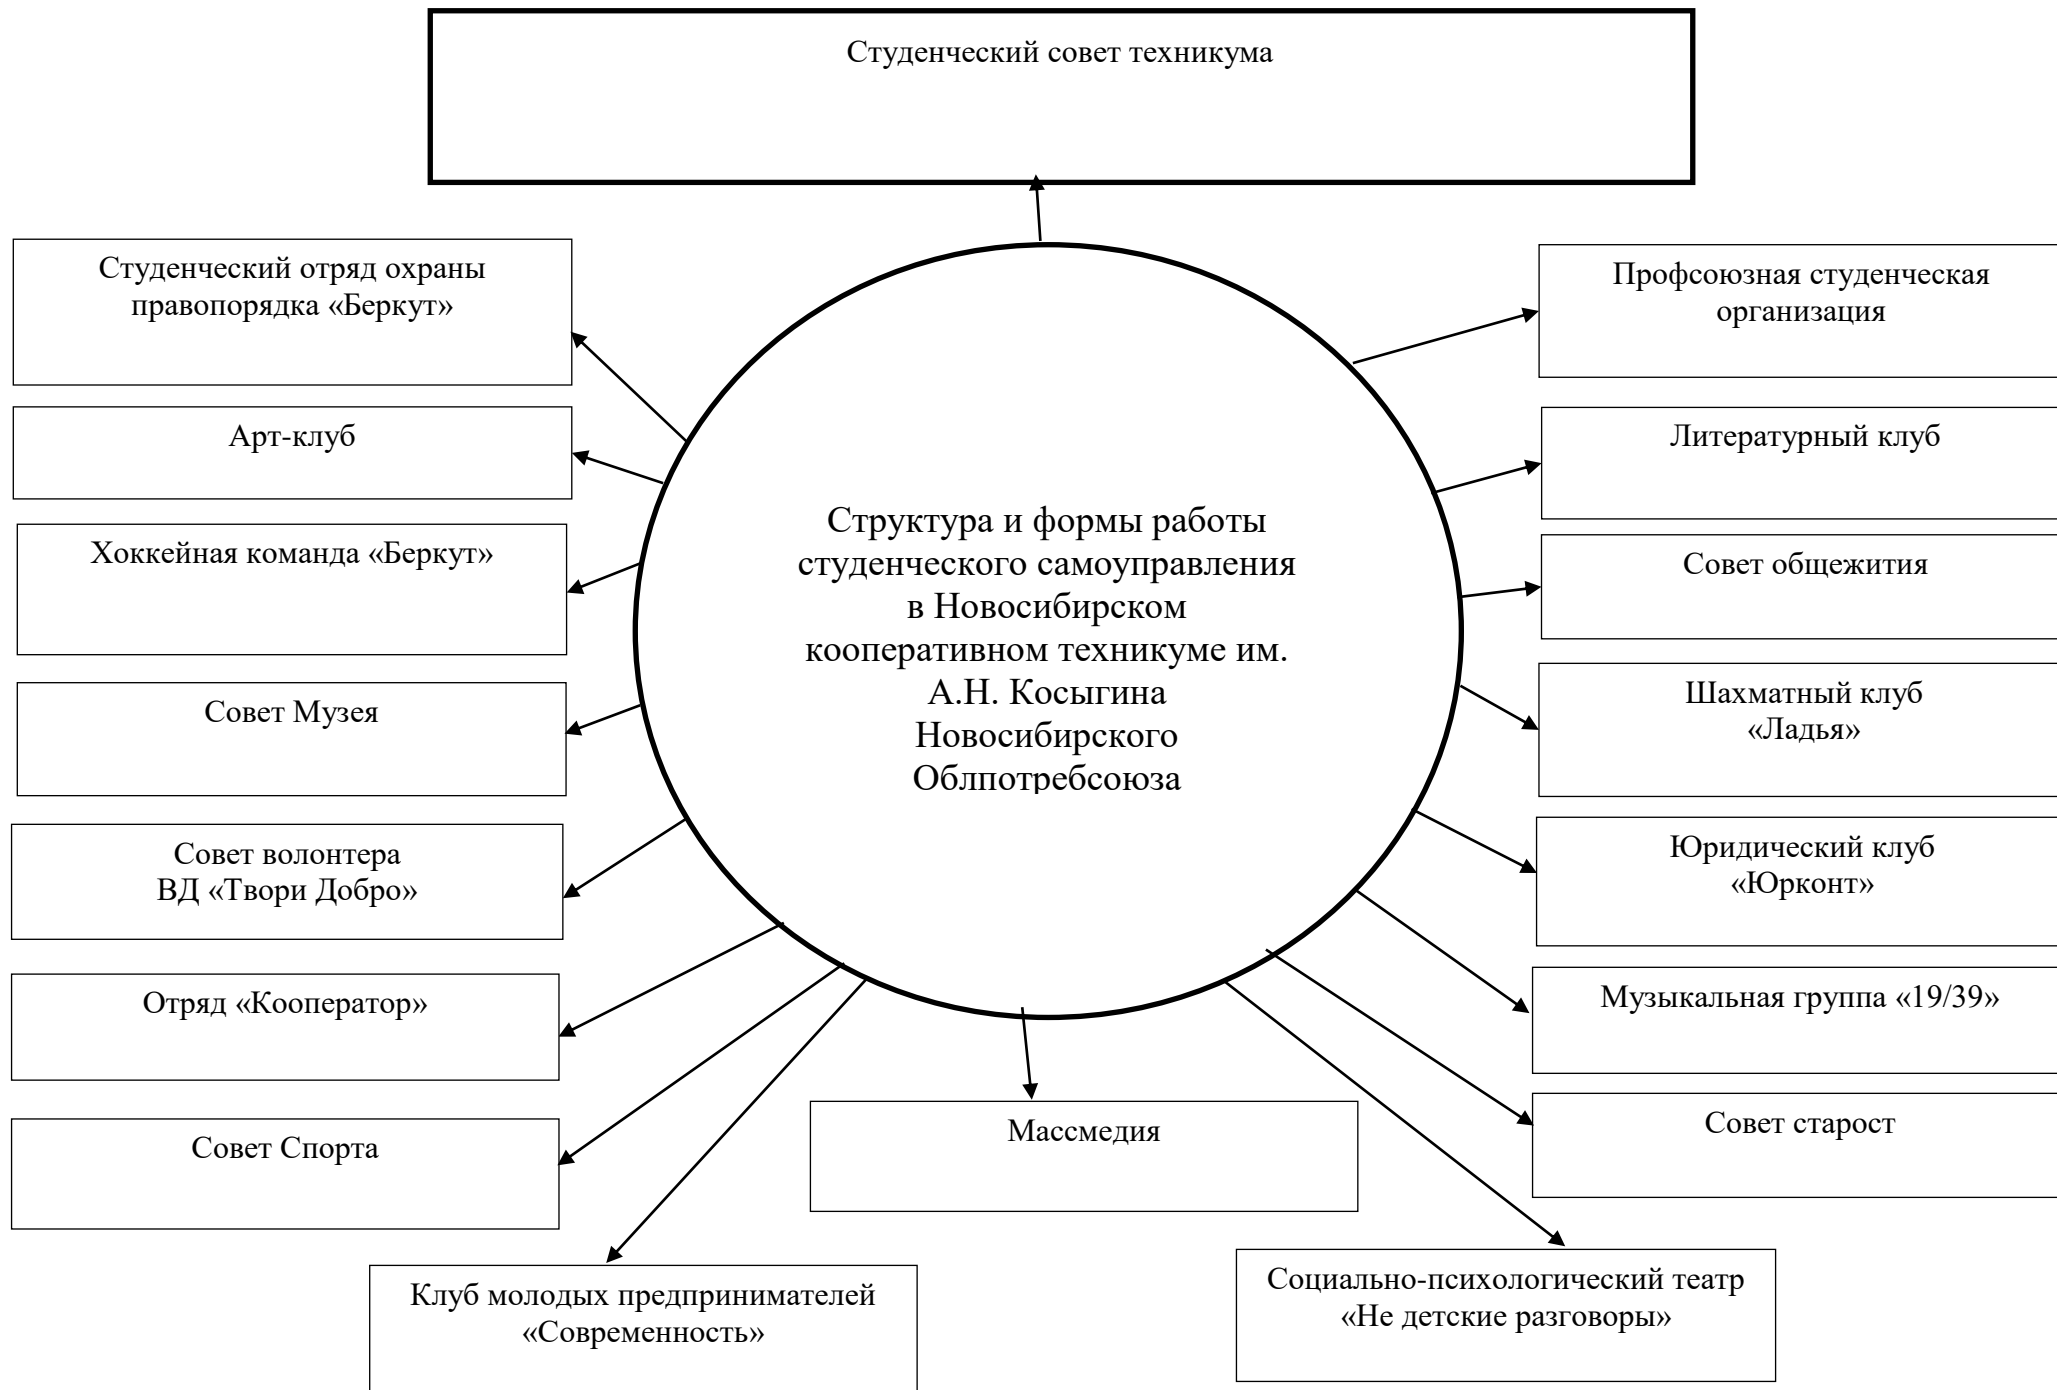 Студенческий совет техникума
Студенческий отряд охраны
правопорядка «Беркут»
Арт-клуб
Хоккейная команда «Беркут»
Совет Музея
Совет волонтера
ВД «Твори Добро»
Отряд «Кооператор»
Совет Спорта
Клуб молодых предпринимателей
«Современность»
Структура и формы работы
студенческого самоуправления
в Новосибирском
кооперативном техникуме им.
А.Н. Косыгина
Новосибирского
Облпотребсоюза
Массмедия
Профсоюзная студенческая
организация
Литературный клуб
Совет общежития
Шахматный клуб
«Ладья»
Юридический клуб
«Юрконт»
Музыкальная группа «19/39»
Совет старост
Социально-психологический театр
«Не детские разговоры»